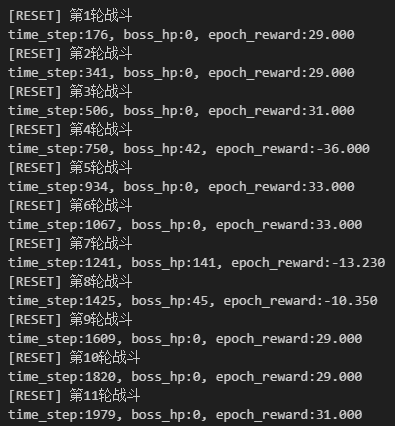 [RESET] 第1轮战斗
time_step:176, boss_hp:0, epoch_reward:29.000
[RESET] 第2轮战斗
time_step:341, boss_hp:0, epoch_reward:29.000
[RESET] 第3轮战斗
time_step:506, boss_hp:0, epoch_reward:31.000
[RESET] 第4轮战斗
time_step:750, boss_hp:42, epoch_reward:-36.000
[RESET] 第5轮战斗
time_step:934, boss_hp:0, epoch_reward:33.000
[RESET] 第6轮战斗
time_step:1067, boss_hp:0, epoch_reward:33.000
[RESET] 第7轮战斗
time_step:1241, boss_hp:141, epoch_reward:-13.230
[RESET] 第8轮战斗
time_step:1425, boss_hp:45, epoch_reward:-10.350
[RESET] 第9轮战斗
time_step:1609, boss_hp:0, epoch_reward:29.000
[RESET] 第10轮战斗
time_step:1820, boss_hp:0, epoch_reward:29.000
[RESET] 第11轮战斗
time_step:1979, boss_hp:0, epoch_reward:31.000